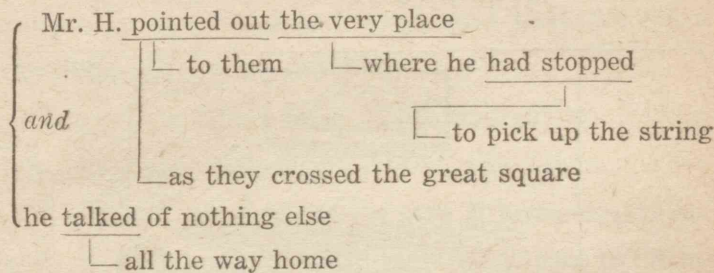 Mr. H. pointed out the very place
to them where he had stopped
and
to pick up the string
as they crossed the great square
he talked of nothing else
all the way home